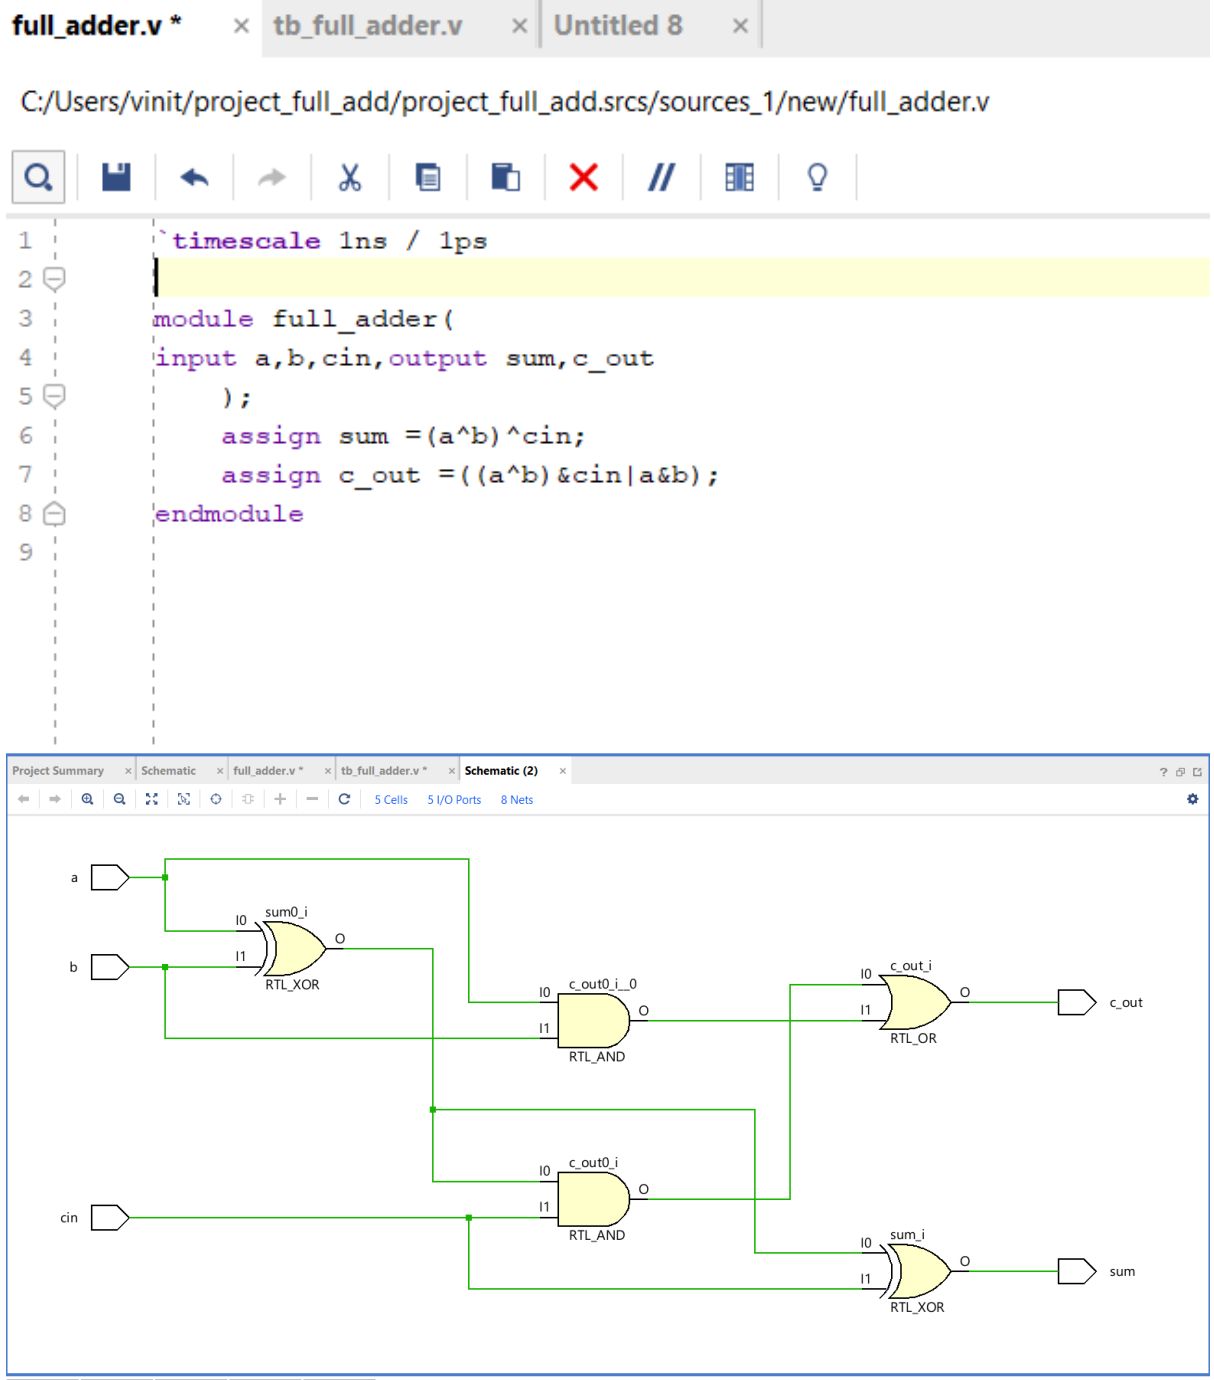 full_adder.v * × tb_full_adder.v × Untitled 8 ×
C:/Users/vinit/project_full_add/project_full_add.srcs/sources_1/new/full_adder.v
1 `timescale 1ns / 1ps
2
3 module full_adder(
4 input a,b,cin,output sum,c_out
5 );
6 assign sum =(a^b)^cin;
7 assign c_out =((a^b)&cin|a&b);
8 endmodule
9
Project Summary × Schematic × full_adder.v * × tb_full_adder.v * × Schematic (2) × ?
5 Cells 5 I/O Ports 8 Nets
a
sum0_i
I0
O
I1
b
RTL_XOR
c_out_i
I0
c_out0_i__0
I0
O
c_out
O
I1
I1
RTL_OR
RTL_AND
c_out0_i
I0
O
I1
cin
RTL_AND
sum_i
I0
O
sum
I1
RTL_XOR